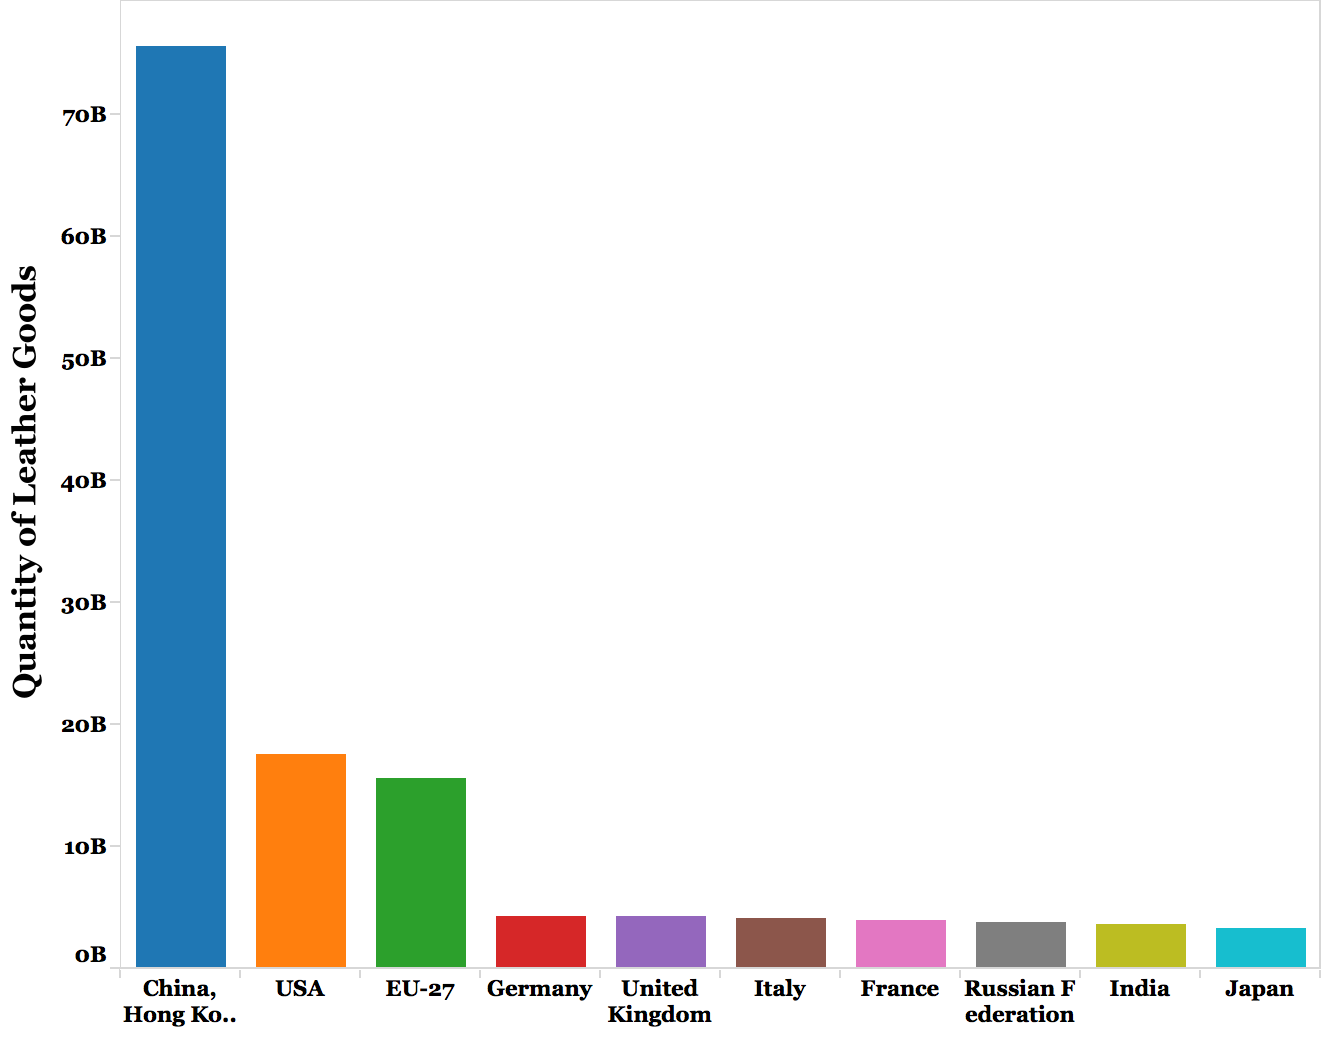 Quantity of Leather Goods
70B
60B
50B
40B
30B
20B
10B
0B
China,
Hong Ko..
USA
EU-27
Germany
United
Kingdom
Italy
France
Russian F
ederation
India
Japan